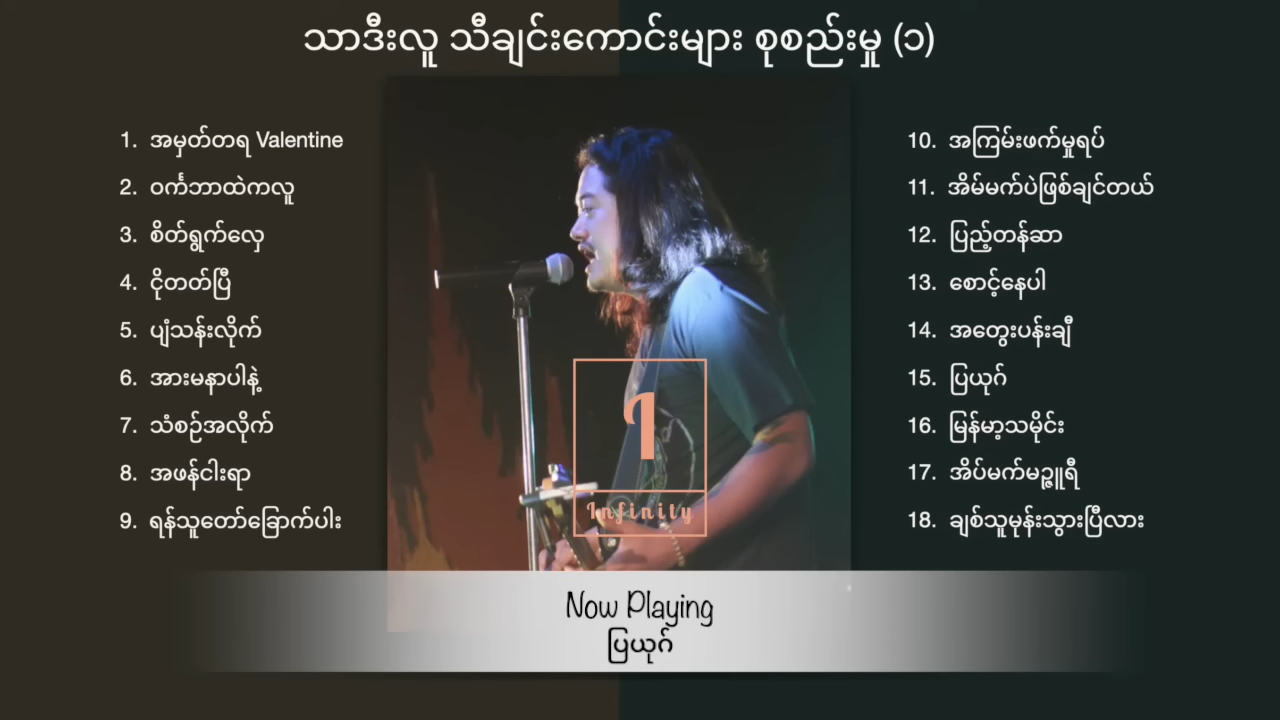 သာဒီးလူ သီချင်းကောင်းများ စုစည်းမှု (၁)
1. အမှတ်တရ Valentine
2. ဝင်္ကဘာထဲကလူ
3. စိတ်ရွက်လှေ
4. ငိုတတ်ပြီ
5. ပျံသန်းလိုက်
6. အားမနာပါနဲ့
7. သံစဉ်အလိုက်
8. အဖန်ငါးရာ
9. ရန်သူတော်ခြောက်ပါး
10. အကြမ်းဖက်မှုရပ်
11. အိမ်မက်ပဲဖြစ်ချင်တယ်
12. ပြည့်တန်ဆာ
13. စောင့်နေပါ
14. အတွေးပန်းချီ
15. ပြယုဂ်
16. မြန်မာ့သမိုင်း
17. အိပ်မက်မဉ္ဇူရီ
18. ချစ်သူမုန်းသွားပြီလား
1
Infinity
Now Playing
ပြယုဂ်